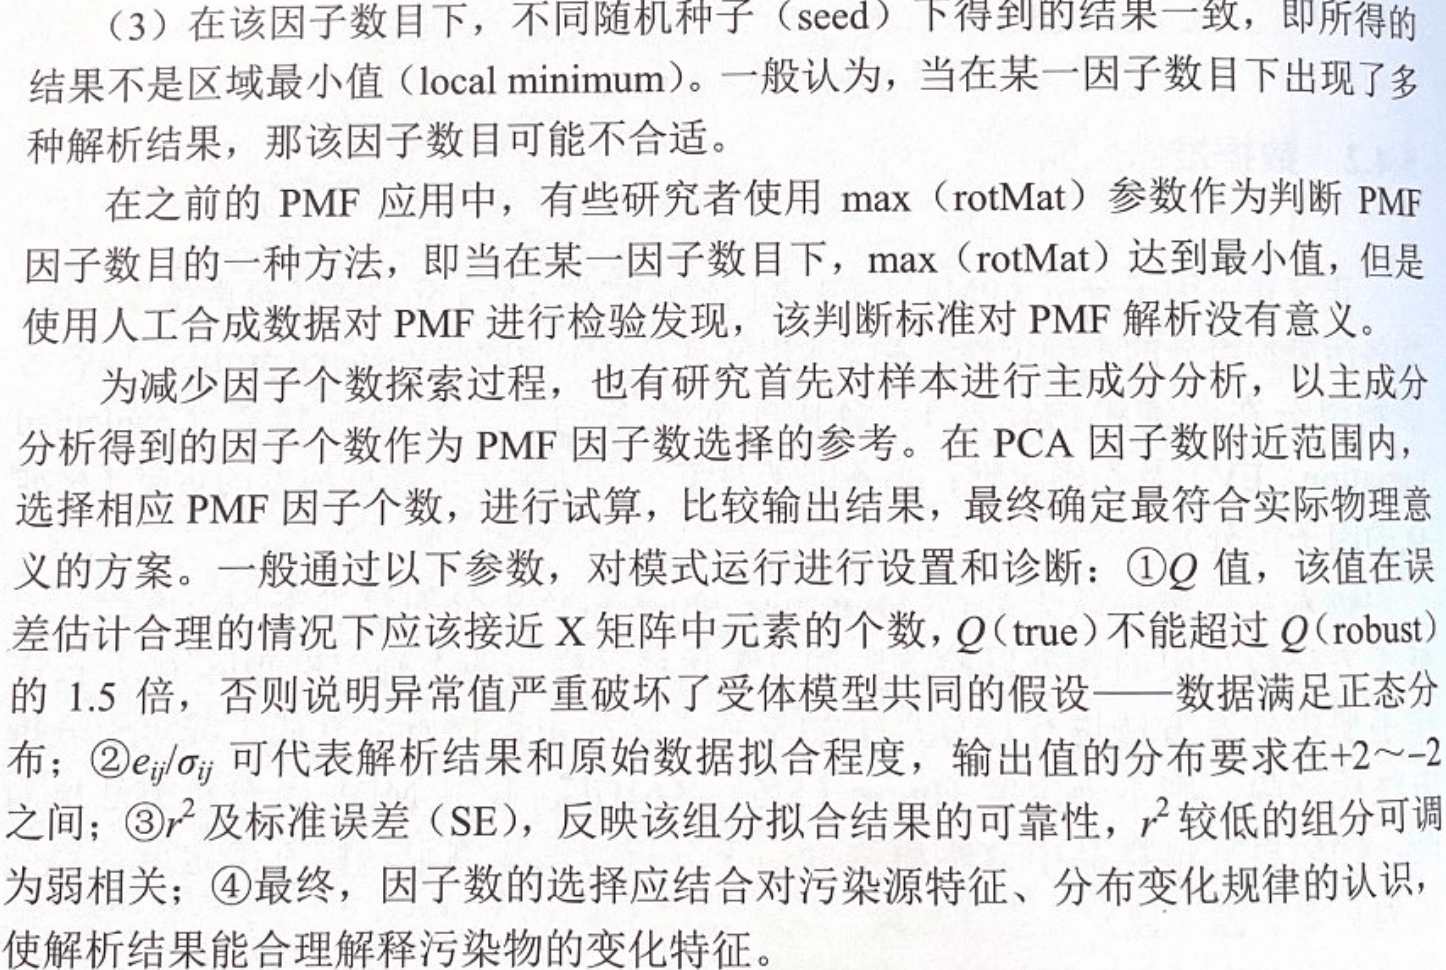 （3）在该因子数目下，不同随机种子（seed）下得到的结果一致，即所得的
结果不是区域最小值（local minimum）。一般认为，当在某一因子数目下出现了多
种解析结果，那该因子数目可能不合适。
在之前的 PMF 应用中，有些研究者使用 max（rotMat）参数作为判断 PMF
因子数目的一种方法，即当在某一因子数目下，max（rotMat）达到最小值，但是
使用人工合成数据对 PMF 进行检验发现，该判断标准对 PMF 解析没有意义。
为减少因子个数探索过程，也有研究首先对样本进行主成分分析，以主成分
分析得到的因子个数作为 PMF 因子数选择的参考。在 PCA 因子数附近范围内，
选择相应 PMF 因子个数，进行试算，比较输出结果，最终确定最符合实际物理意
义的方案。一般通过以下参数，对模式运行进行设置和诊断：①Q 值，该值在误
差估计合理的情况下应该接近 X 矩阵中元素的个数，Q（true）不能超过 Q（robust）
的 1.5 倍，否则说明异常值严重破坏了受体模型共同的假设——数据满足正态分
布；②eij/σij 可代表解析结果和原始数据拟合程度，输出值的分布要求在+2～-2
之间；③r² 及标准误差（SE），反映该组分拟合结果的可靠性，r² 较低的组分可调
为弱相关；④最终，因子数的选择应结合对污染源特征、分布变化规律的认识，
使解析结果能合理解释污染物的变化特征。